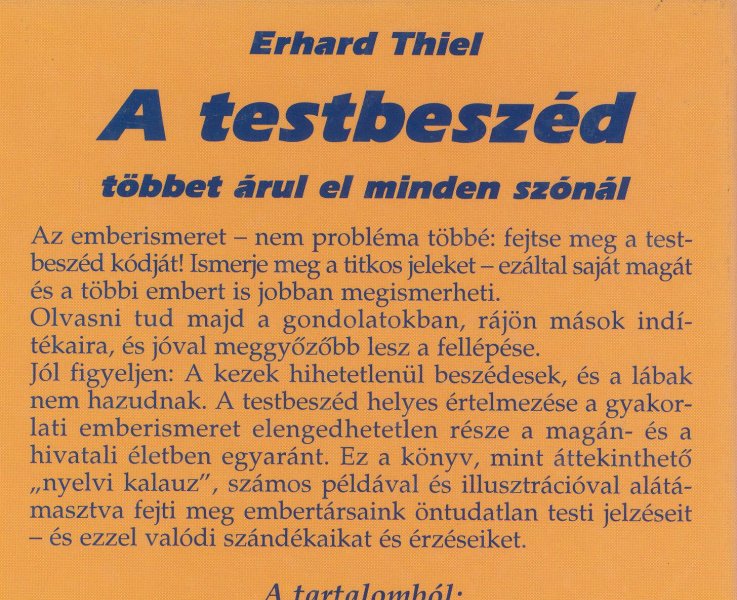 Erhard Thiel
A testbeszéd
többet árul el minden szónál
Az emberismeret – nem probléma többé: fejtse meg a test-
beszéd kódját! Ismerje meg a titkos jeleket – ezáltal saját magát
és a többi embert is jobban megismerheti.
Olvasni tud majd a gondolatokban, rájön mások indí-
tékaira, és jóval meggyőzőbb lesz a fellépése.
Jól figyeljen: A kezek hihetetlenül beszédesek, és a lábak
nem hazudnak. A testbeszéd helyes értelmezése a gyakor-
lati emberismeret elengedhetetlen része a magán- és a
hivatali életben egyaránt. Ez a könyv, mint áttekinthető
„nyelvi kalauz”, számos példával és illusztrációval alátá-
masztva fejti meg embertársaink öntudatlan testi jelzéseit
– és ezzel valódi szándékaikat és érzéseiket.
A tartalomból: